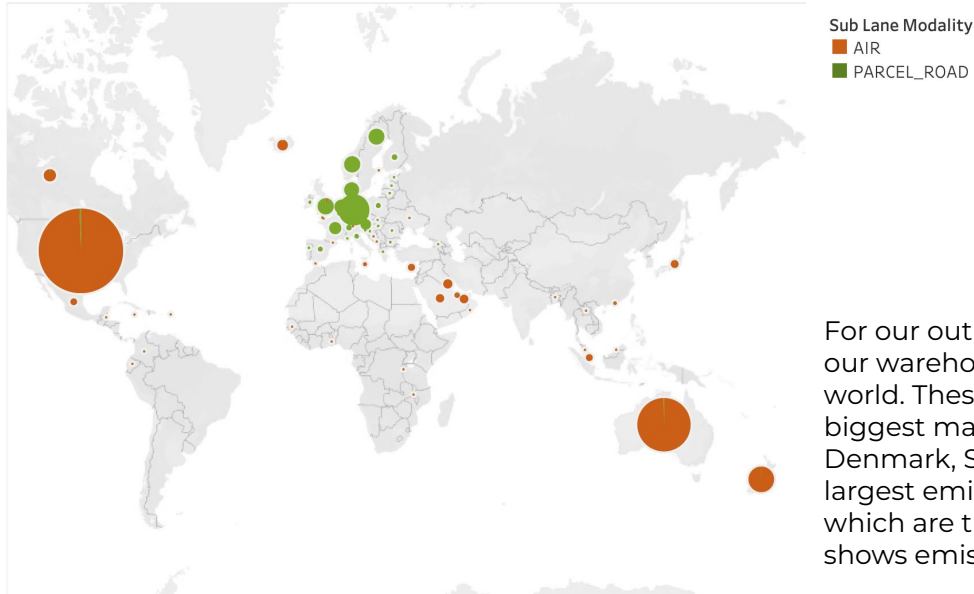 Sub Lane Modality
AIR
PARCEL_ROAD
For our out
our wareho
world. Thes
biggest ma
Denmark, S
largest emi
which are t
shows emis